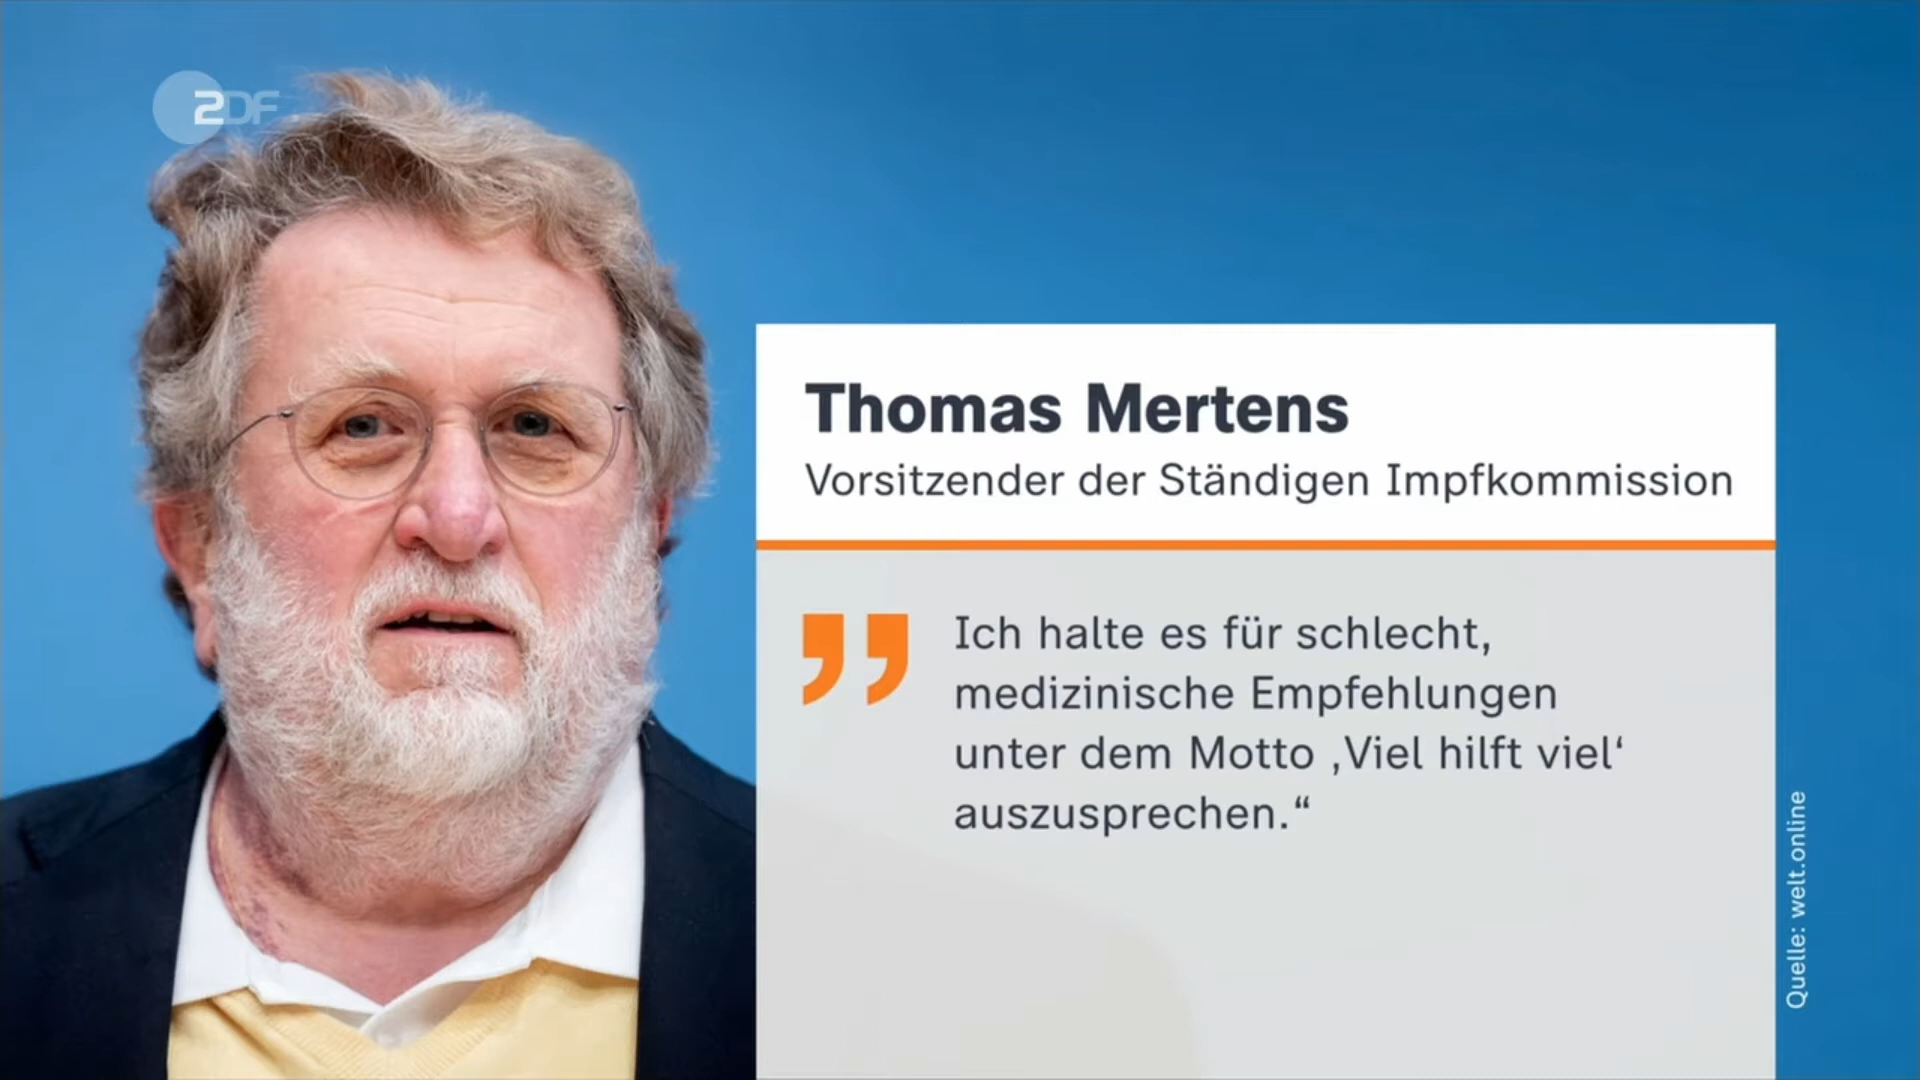 ZDF
Thomas Mertens
Vorsitzender der Ständigen Impfkommission
” Ich halte es für schlecht,
medizinische Empfehlungen
unter dem Motto ‚Viel hilft viel‘
auszusprechen.“
Quelle: welt.online